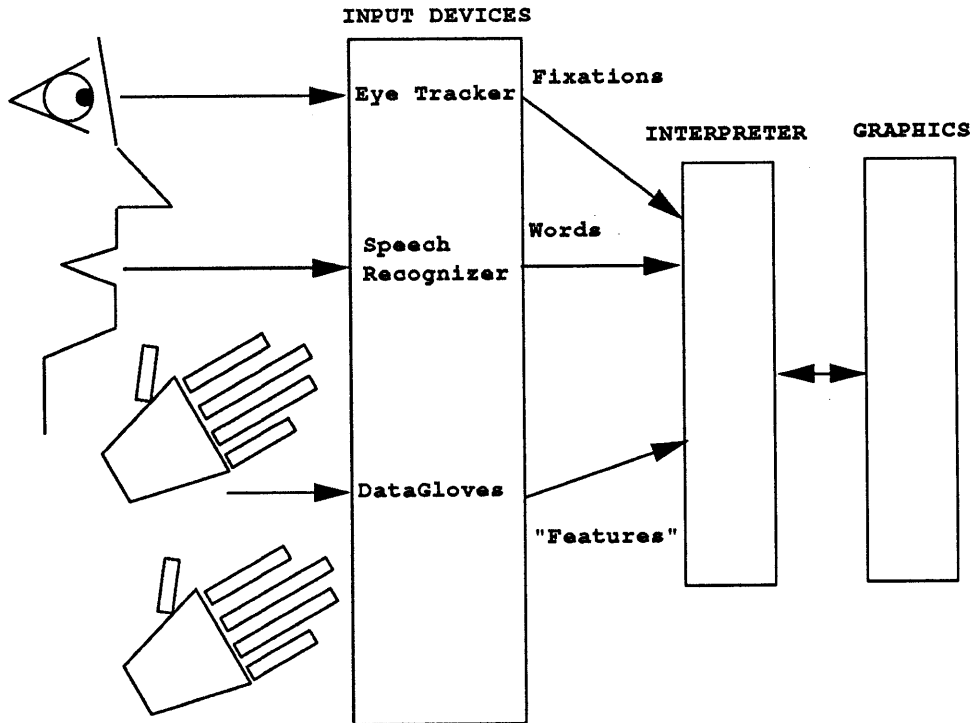 INPUT DEVICES
Eye Tracker
Fixations
INTERPRETER
GRAPHICS
Speech
Recognizer
Words
DataGloves
"Features"